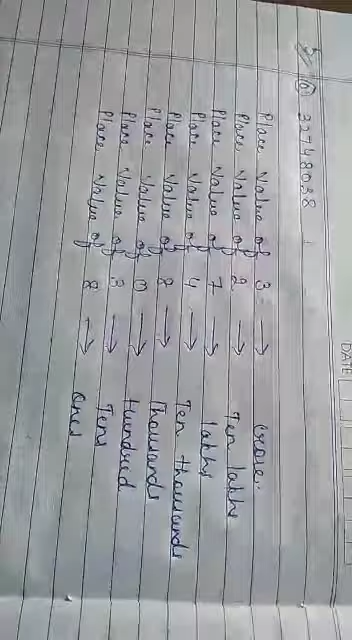 DATE
5/ (a) 32748038
Place Value of 3 → crore.
Place Value of 2 → Ten lakhs
Place Value of 7 → lakhs
Place Value of 4 → Ten thousands
Place Value of 8 → Thousands
Place Value of 0 → Hundred
Place Value of 3 → Tens
Place Value of 8 → Ones